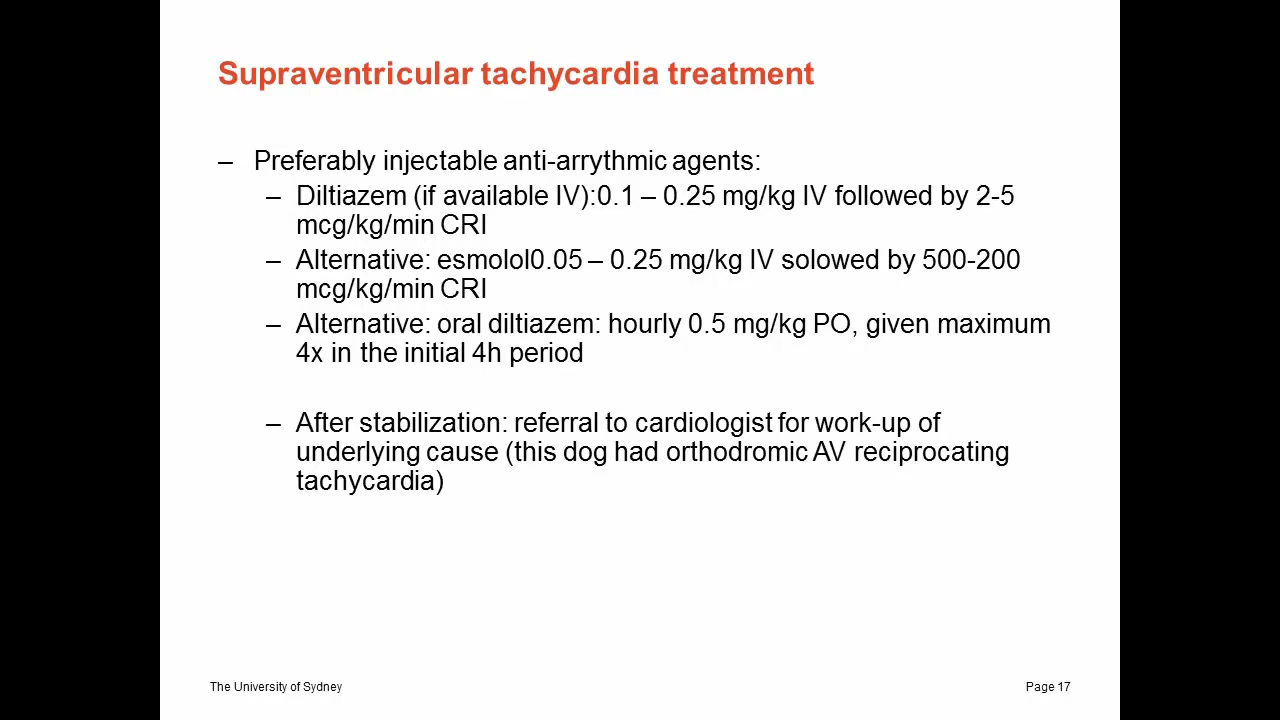 Supraventricular tachycardia treatment
– Preferably injectable anti-arrythmic agents:
– Diltiazem (if available IV):0.1 – 0.25 mg/kg IV followed by 2-5
mcg/kg/min CRI
– Alternative: esmolol0.05 – 0.25 mg/kg IV solowed by 500-200
mcg/kg/min CRI
– Alternative: oral diltiazem: hourly 0.5 mg/kg PO, given maximum
4x in the initial 4h period
– After stabilization: referral to cardiologist for work-up of
underlying cause (this dog had orthodromic AV reciprocating
tachycardia)
The University of Sydney
Page 17